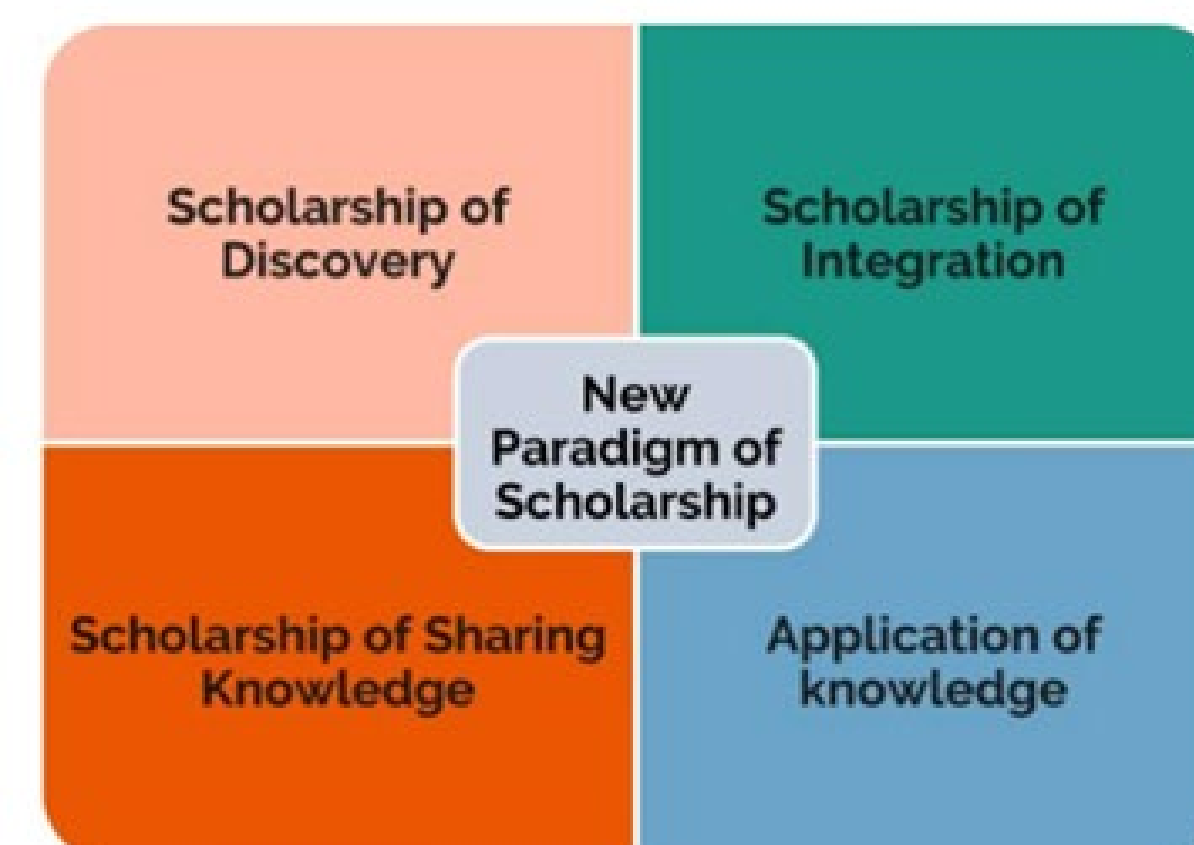 Scholarship of
Discovery
Scholarship of
Integration
New
Paradigm of
Scholarship
Scholarship of Sharing
Knowledge
Application of
knowledge